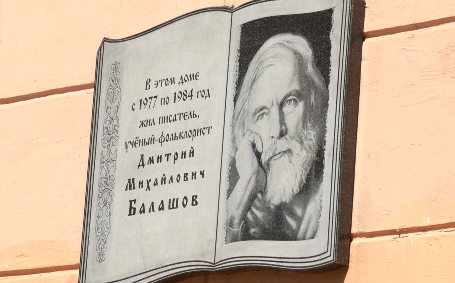 В этом доме
с 1977 по 1984 год
жил писатель,
учёный-фольклорист
Дмитрий
Михайлович
Балашов